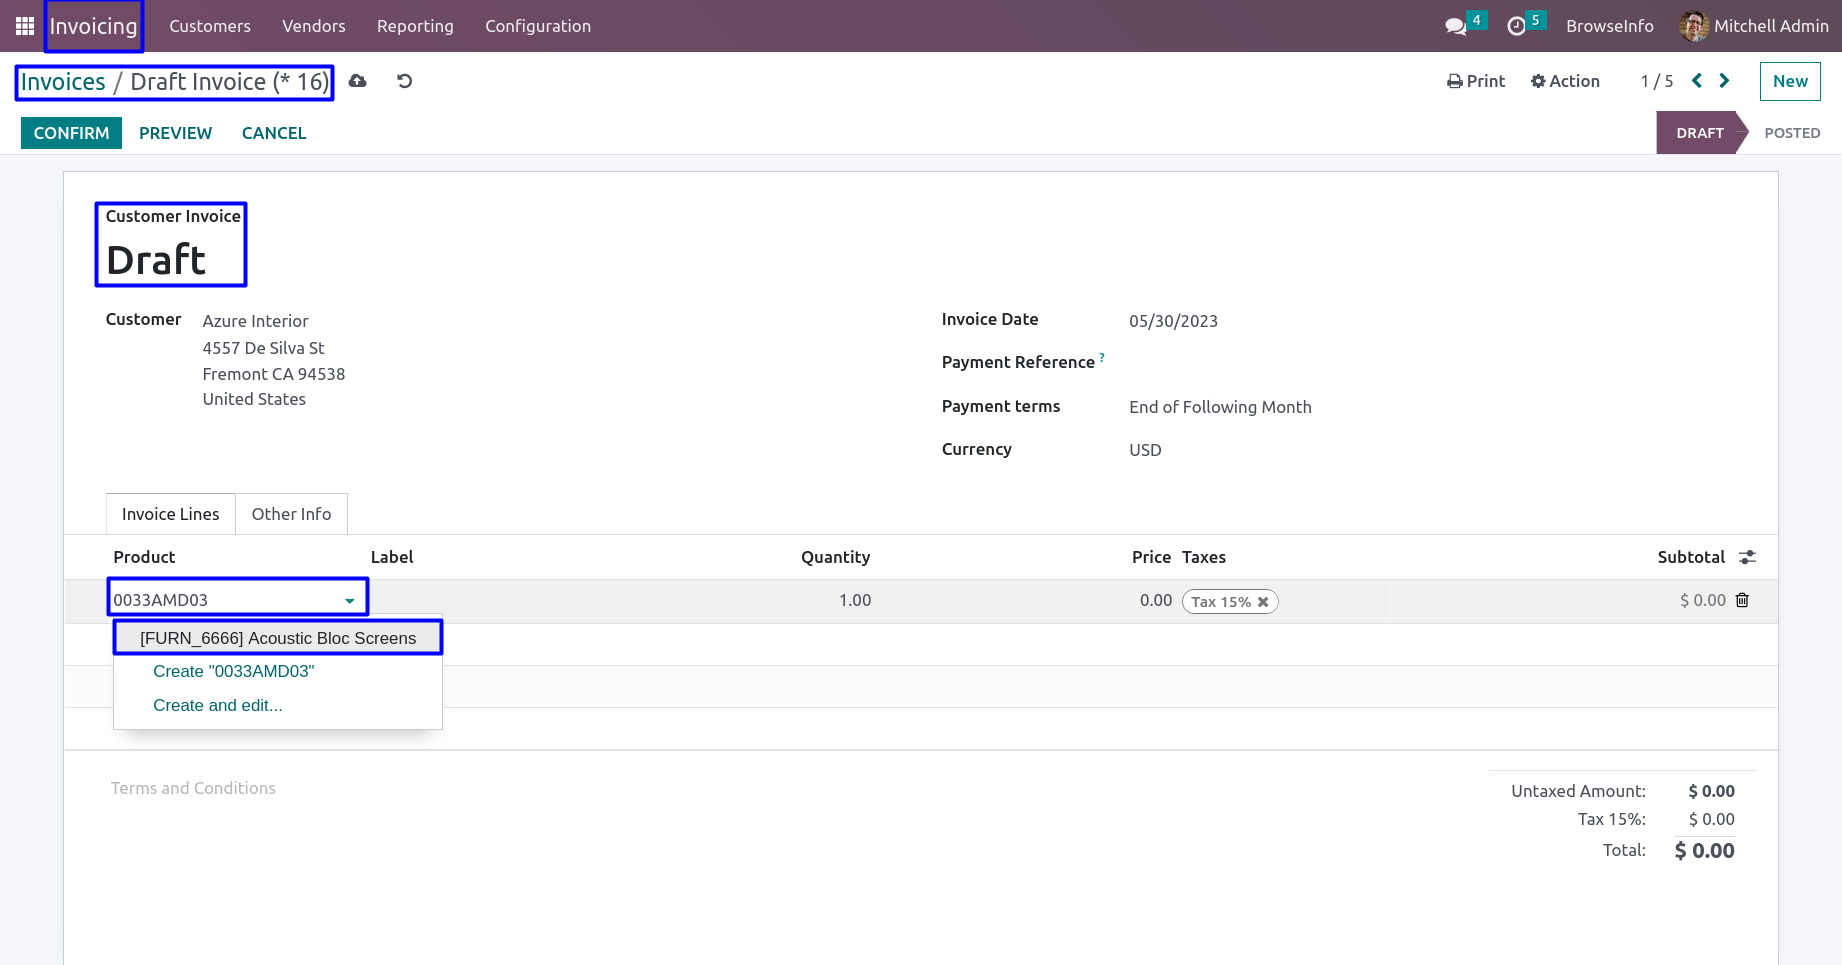 Invoicing Customers Vendors Reporting Configuration 4 5 BrowseInfo Mitchell Admin
Invoices / Draft Invoice (* 16) Print Action 1 / 5 New
CONFIRM PREVIEW CANCEL DRAFT POSTED
Customer Invoice
Draft
Customer Azure Interior Invoice Date 05/30/2023
4557 De Silva St
Fremont CA 94538 Payment Reference ?
United States
Payment terms End of Following Month
Currency USD
Invoice Lines Other Info
Product Label Quantity Price Taxes Subtotal
0033AMD03 1.00 0.00 Tax 15% $ 0.00
[FURN_6666] Acoustic Bloc Screens
Create "0033AMD03"
Create and edit...
Terms and Conditions
Untaxed Amount: $ 0.00
Tax 15%: $ 0.00
Total: $ 0.00